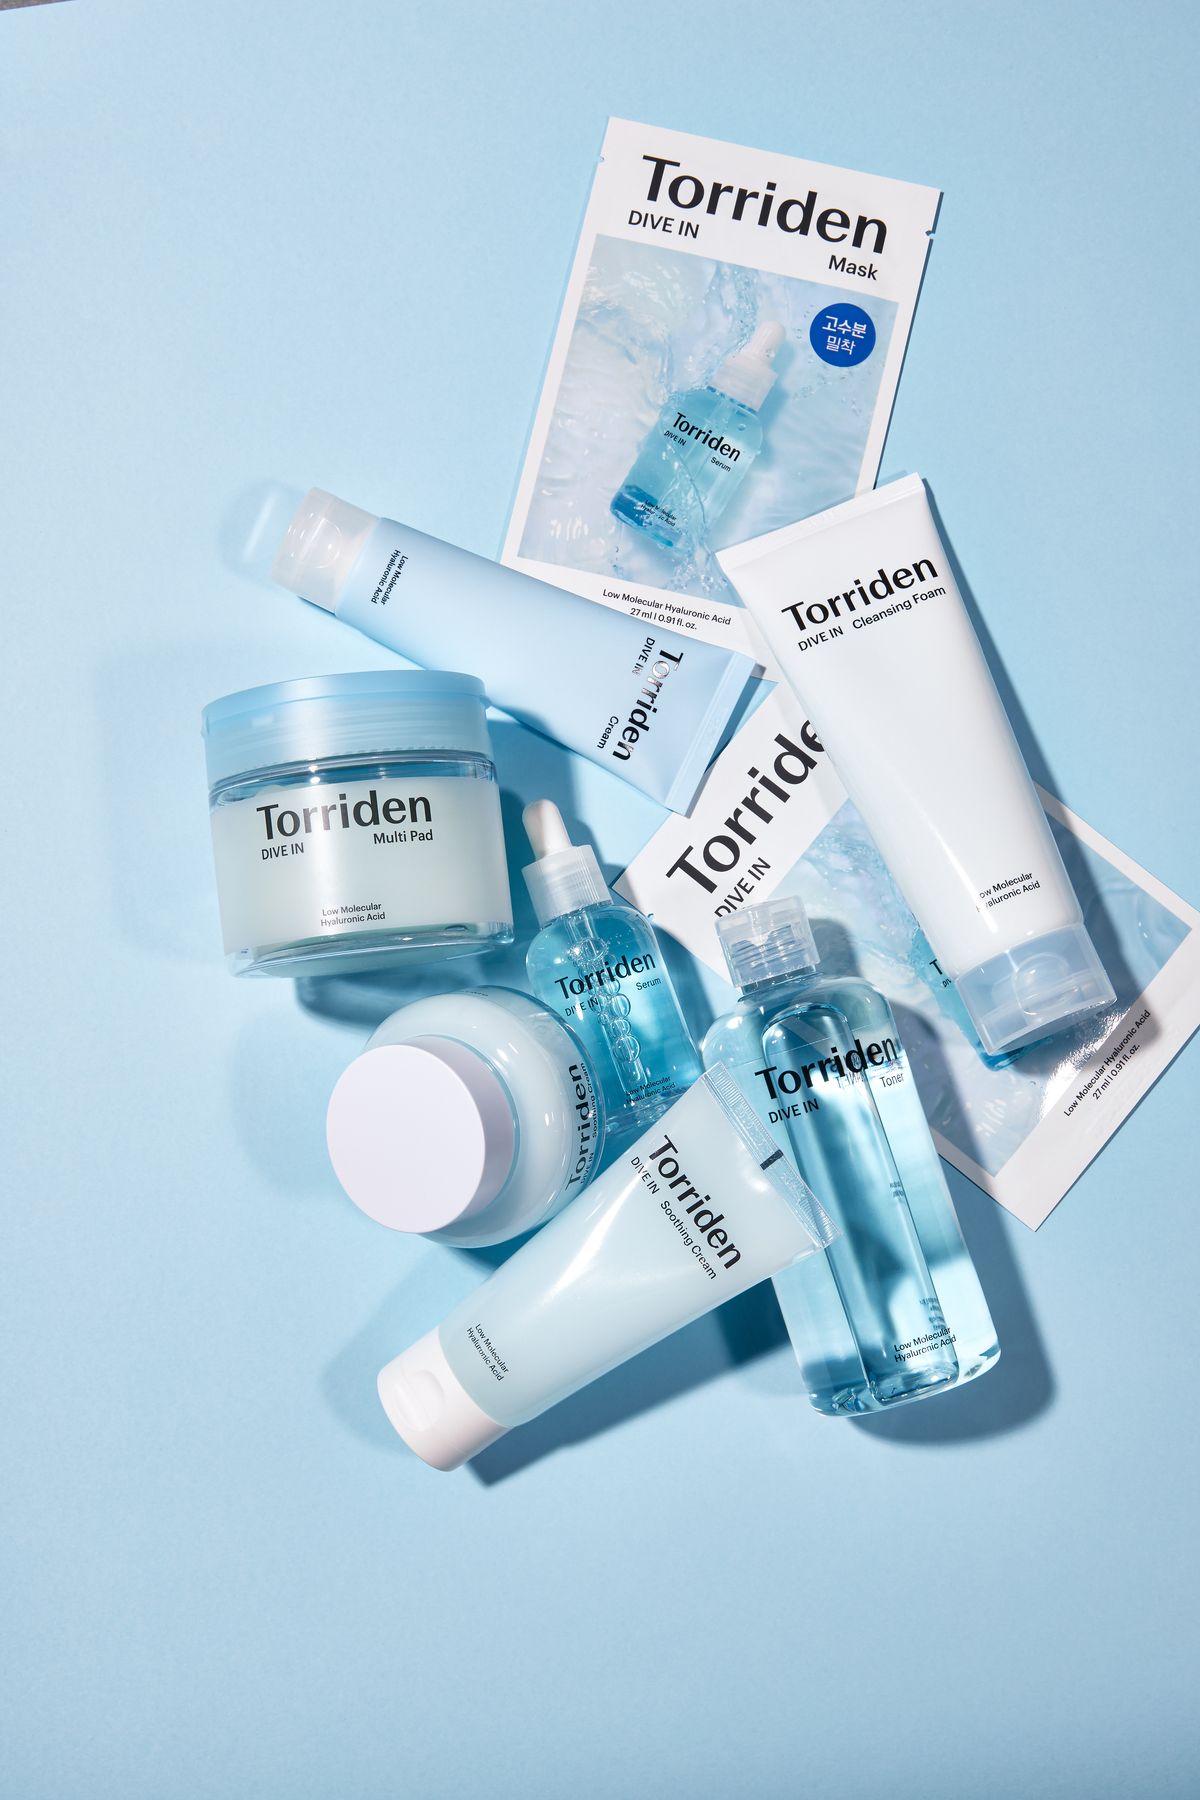 Torriden
DIVE IN
Mask
고수분
밀착
Torriden
DIVE IN
Serum
Low Molecular
Hyaluronic Acid
Low Molecular Hyaluronic Acid
27 ml | 0.91 fl. oz.
Torriden
DIVE IN Cleansing Foam
Low Molecular
Hyaluronic Acid
Torriden
DIVE IN
Cream
Low Molecular
Hyaluronic Acid
Torriden
DIVE IN
Multi Pad
Low Molecular
Hyaluronic Acid
Torride
DIVE IN
Low Molecular Hyaluronic Acid
27 ml | 0.91 fl. oz.
Torriden
DIVE IN
Serum
Low Molecular
Hyaluronic Acid
Torriden
DIVE IN
Soothing Cream
Torriden
DIVE IN Soothing Cream
Low Molecular
Hyaluronic Acid
Torriden
DIVE IN
Toner
Low Molecular
Hyaluronic Acid